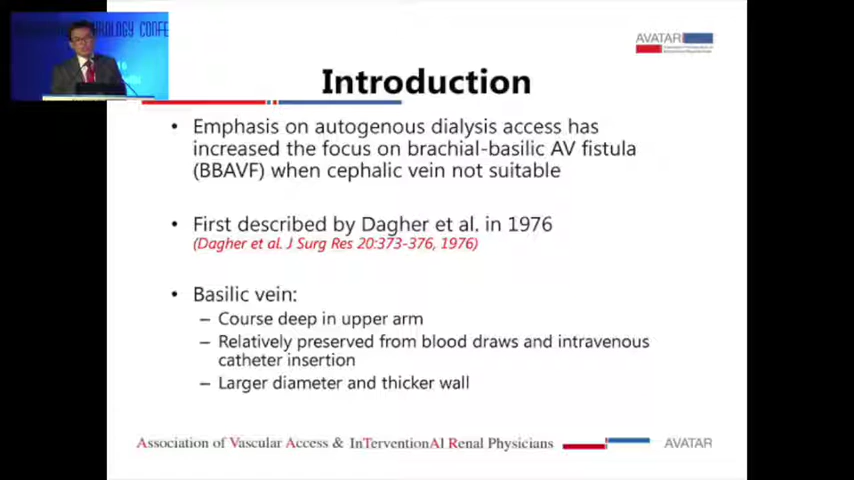 AVATAR
Introduction
• Emphasis on autogenous dialysis access has
increased the focus on brachial-basilic AV fistula
(BBAVF) when cephalic vein not suitable
• First described by Dagher et al. in 1976
(Dagher et al. J Surg Res 20:373-376, 1976)
• Basilic vein:
– Course deep in upper arm
– Relatively preserved from blood draws and intravenous
catheter insertion
– Larger diameter and thicker wall
Association of Vascular Access & InTerventionAl Renal Physicians
AVATAR